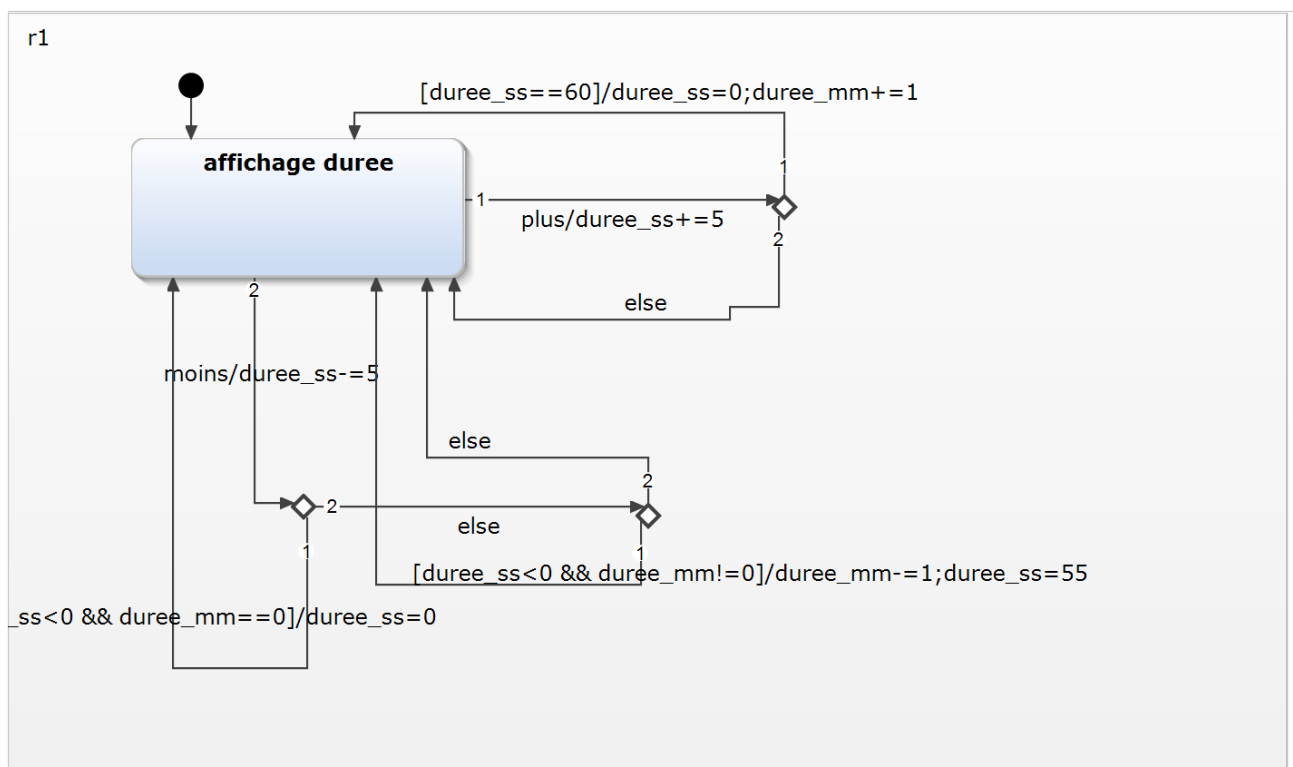 r1
[duree_ss==60]/duree_ss=0;duree_mm+=1
affichage duree
1
1
plus/duree_ss+=5
2
2
else
moins/duree_ss-=5
else
2
2
else
1
1
[duree_ss<0 && duree_mm!=0]/duree_mm-=1;duree_ss=55
_ss<0 && duree_mm==0]/duree_ss=0